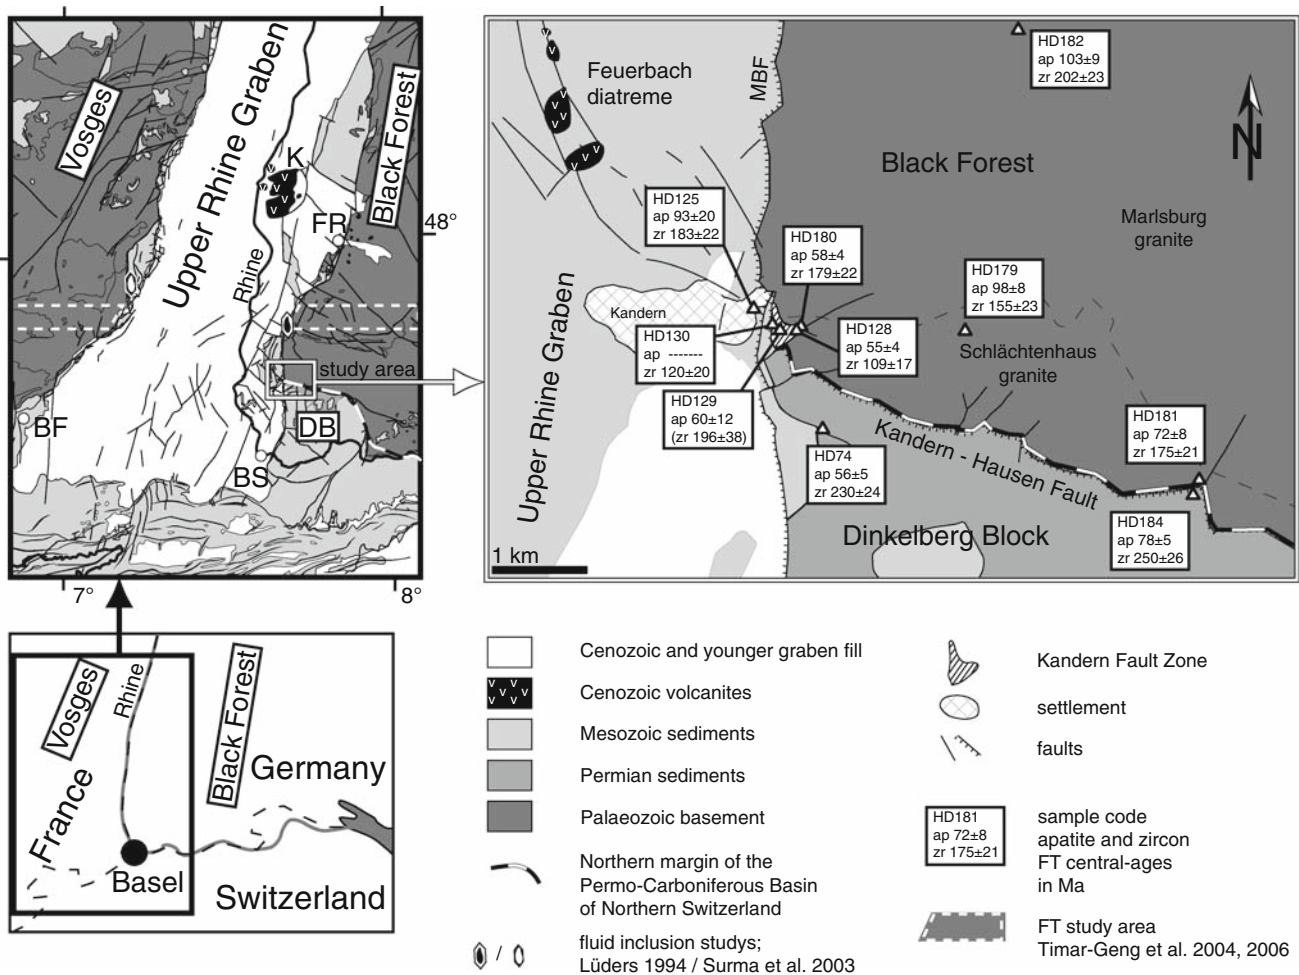 Vosges
Upper Rhine Graben
Black Forest
K
FR
48°
Rhine
study area
BF
DB
BS
7°
8°
Feuerbach
diatreme
MBF
HD182
ap 103±9
zr 202±23
N
Black Forest
Marlsburg
granite
HD125
ap 93±20
zr 183±22
HD180
ap 58±4
zr 179±22
HD179
ap 98±8
zr 155±23
Upper Rhine Graben
Kandern
HD130
ap -------
zr 120±20
HD128
ap 55±4
zr 109±17
Schlächtenhaus
granite
HD129
ap 60±12
(zr 196±38)
HD181
ap 72±8
zr 175±21
Kandern - Hausen Fault
HD74
ap 56±5
zr 230±24
HD184
ap 78±5
zr 250±26
Dinkelberg Block
1 km
Vosges
Rhine
Black Forest
Germany
France
Basel
Switzerland
Cenozoic and younger graben fill
Cenozoic volcanites
Mesozoic sediments
Permian sediments
Palaeozoic basement
Northern margin of the
Permo-Carboniferous Basin
of Northern Switzerland
/
fluid inclusion studys;
Lüders 1994 / Surma et al. 2003
Kandern Fault Zone
settlement
faults
HD181
ap 72±8
zr 175±21
sample code
apatite and zircon
FT central-ages
in Ma
FT study area
Timar-Geng et al. 2004, 2006